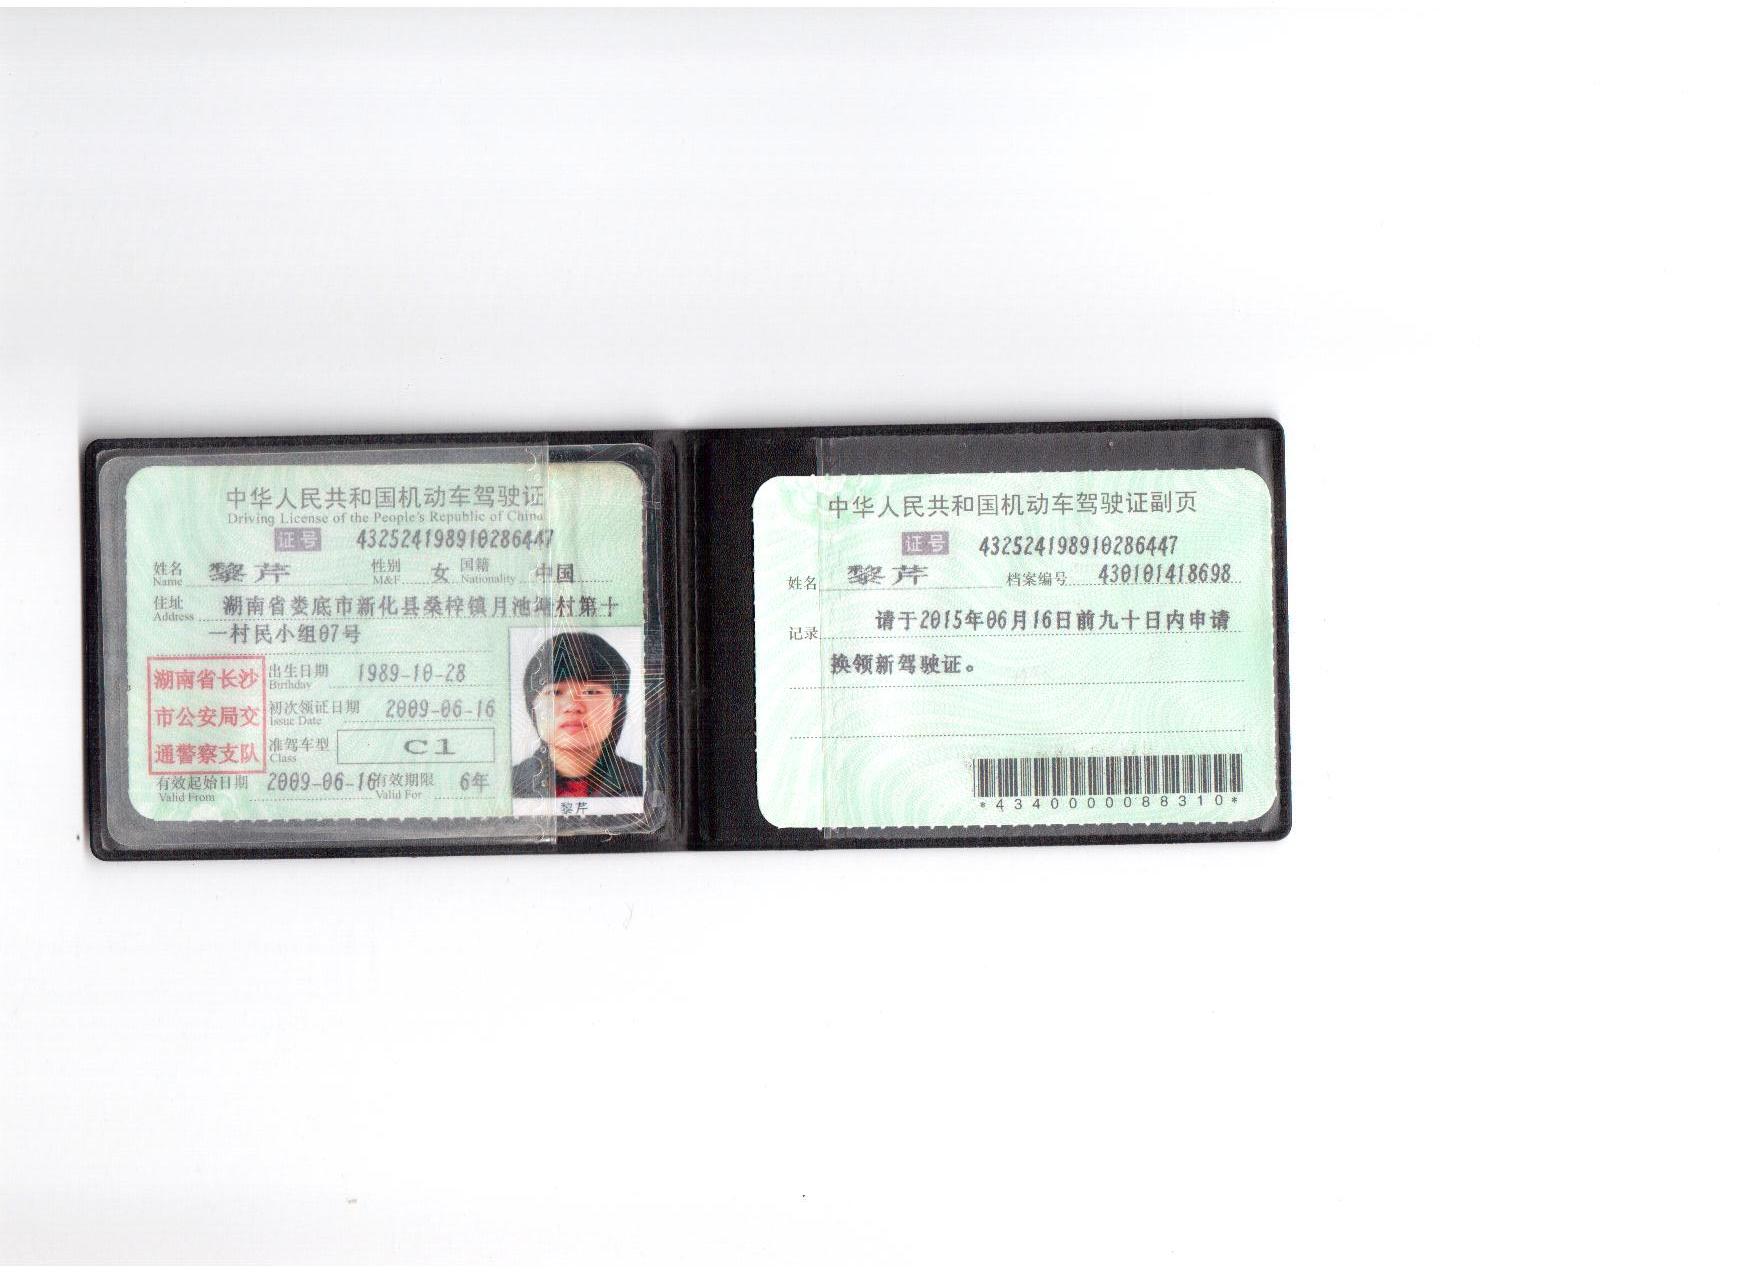 中华人民共和国机动车驾驶证
Driving License of the People's Republic of China
证号 432524198910286447
姓名 Name 黎芹 性别 M&F 女 国籍 Nationality 中国
住址 Address 湖南省娄底市新化县桑梓镇月池塘村第十
一村民小组07号
湖南省长沙
市公安局交
通警察支队
出生日期 Birthday 1989-10-28
初次领证日期 Issue Date 2009-06-16
准驾车型 Class C1
有效起始日期 Valid From 2009-06-16 有效期限 Valid For 6年
黎芹
中华人民共和国机动车驾驶证副页
证号 432524198910286447
姓名 黎芹 档案编号 430101418698
记录 请于2015年06月16日前九十日内申请
换领新驾驶证。
*4340000088310*